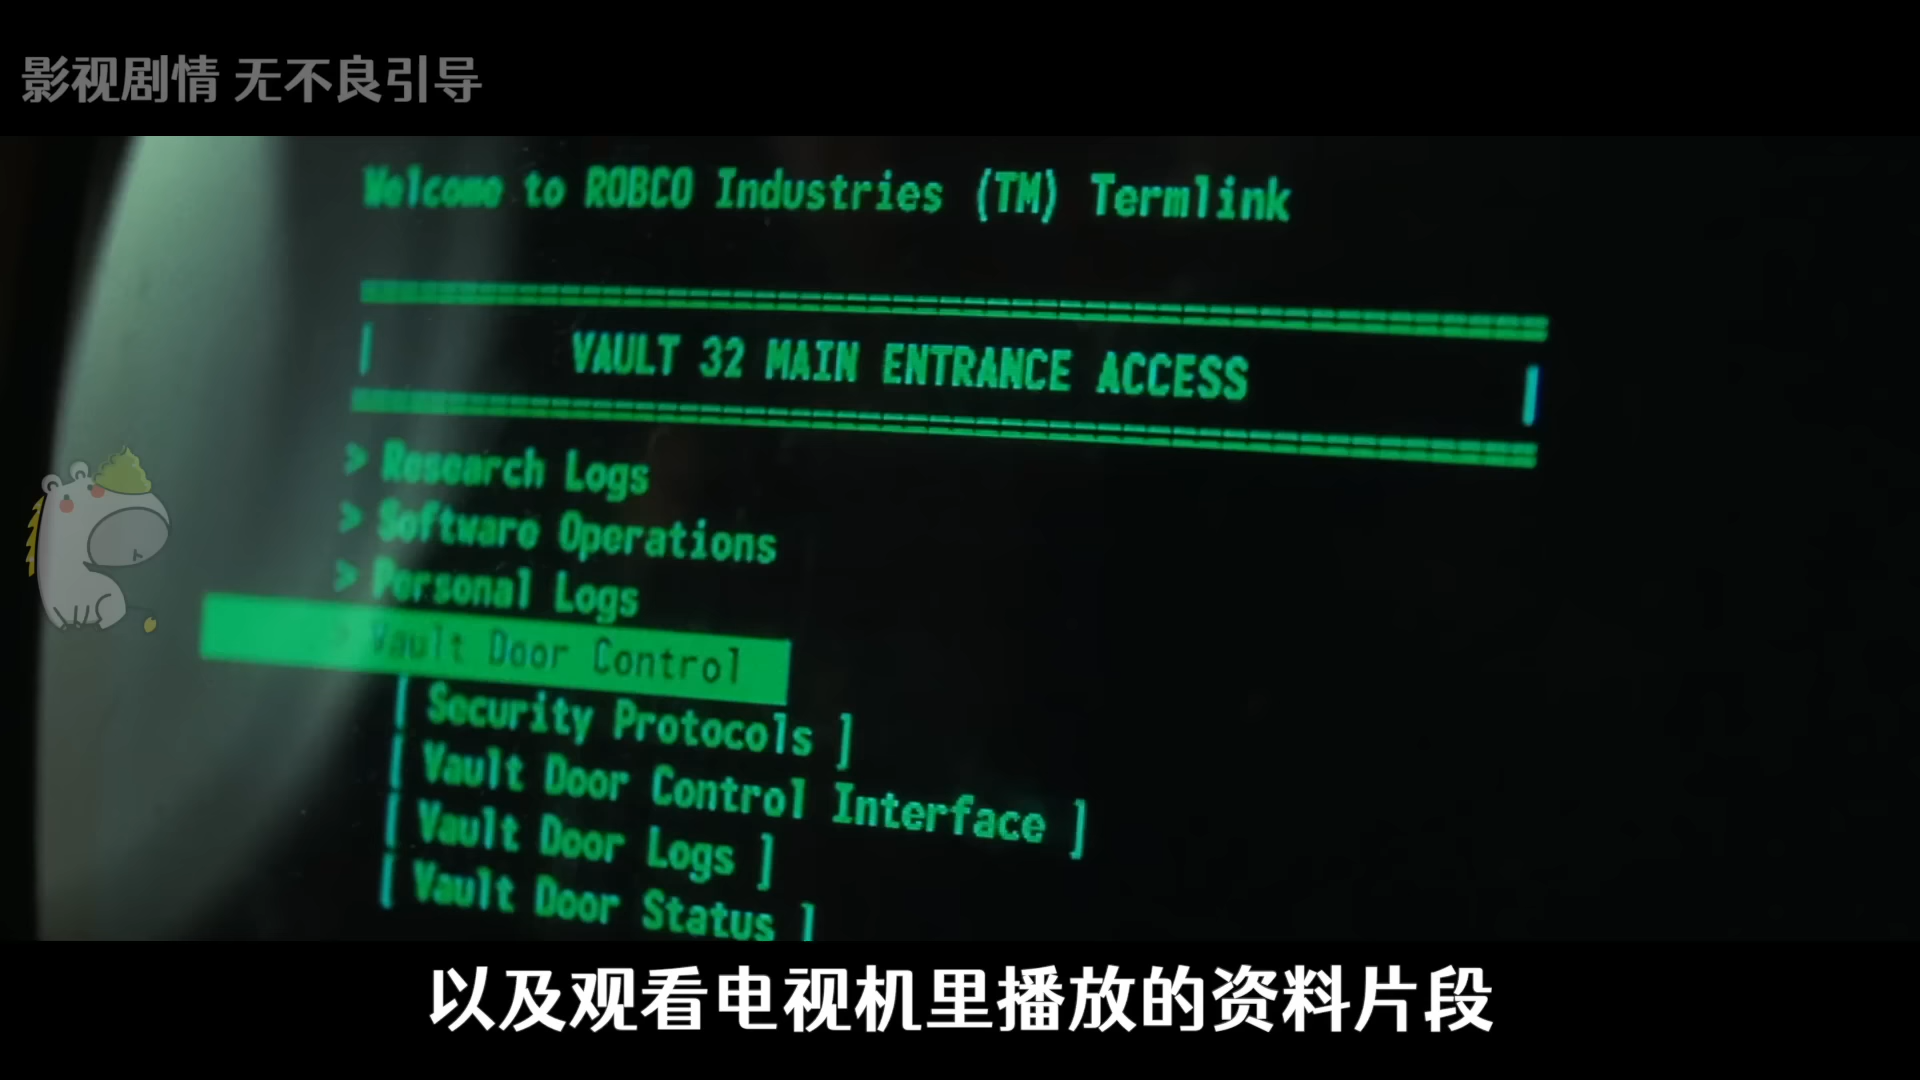 影视剧情 无不良引导
Welcome to ROBCO Industries (TM) Termlink
VAULT 32 MAIN ENTRANCE ACCESS
> Research Logs
> Software Operations
> Personal Logs
> Vault Door Control
[ Security Protocols ]
[ Vault Door Control Interface ]
[ Vault Door Logs ]
[ Vault Door Status ]
以及观看电视机里播放的资料片段